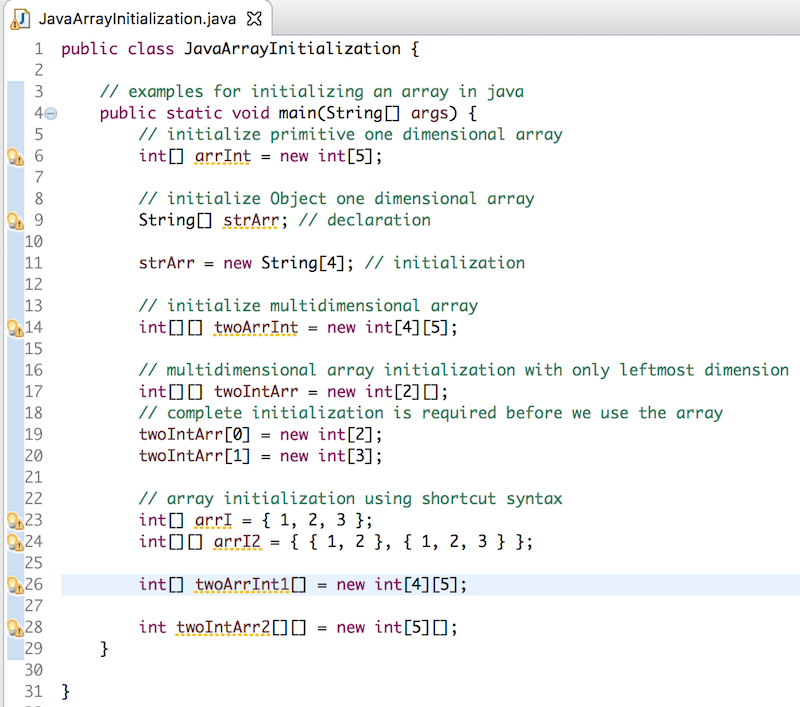 JavaArrayInitialization.java
1 public class JavaArrayInitialization {
2
3     // examples for initializing an array in java
4     public static void main(String[] args) {
5         // initialize primitive one dimensional array
6         int[] arrInt = new int[5];
7
8         // initialize Object one dimensional array
9         String[] strArr; // declaration
10
11         strArr = new String[4]; // initialization
12
13         // initialize multidimensional array
14         int[][] twoArrInt = new int[4][5];
15
16         // multidimensional array initialization with only leftmost dimension
17         int[][] twoIntArr = new int[2][];
18         // complete initialization is required before we use the array
19         twoIntArr[0] = new int[2];
20         twoIntArr[1] = new int[3];
21
22         // array initialization using shortcut syntax
23         int[] arrI = { 1, 2, 3 };
24         int[][] arrI2 = { { 1, 2 }, { 1, 2, 3 } };
25
26         int[] twoArrInt1[] = new int[4][5];
27
28         int twoIntArr2[][] = new int[5][];
29     }
30
31 }